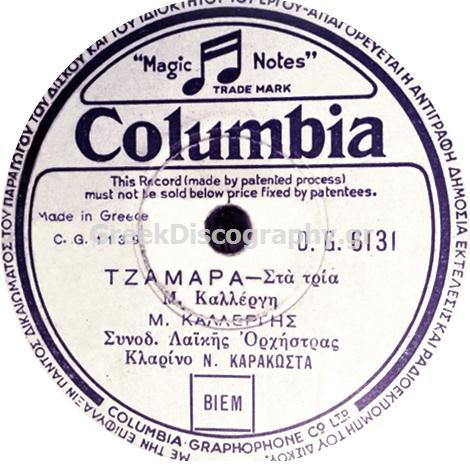 ΜΕ ΤΗΝ ΕΠΙΦΥΛΑΞΙΝ ΠΑΝΤΟΣ ΔΙΚΑΙΩΜΑΤΟΣ ΤΟΥ ΠΑΡΑΓΩΓΟΥ ΤΟΥ ΔΙΣΚΟΥ ΚΑΙ ΤΟΥ ΙΔΙΟΚΤΗΤΟΥ ΤΟΥ ΕΡΓΟΥ-ΑΠΑΓΟΡΕΥΕΤΑΙ Η ΑΝΤΙΓΡΑΦΗ ΔΗΜΟΣΙΑ ΕΚΤΕΛΕΣΙΣ ΚΑΙ ΡΑΔΙΟΕΚΠΟΜΠΗ ΤΟΥ ΔΙΣΚΟΥ.
"Magic Notes"
TRADE MARK
Columbia
This Record (made by patented process)
must not be sold below price fixed by patentees.
Made in Greece
C. G.
D. G. 6131
GreekDiscography.gr
ΤΖΑΜΑΡΑ—Στὰ τρία
Μ. Καλλέργη
Μ. ΚΑΛΛΕΡΓΗΣ
Συνοδ. Λαϊκῆς Ὀρχήστρας
Κλαρίνο Ν. ΚΑΡΑΚΩΣΤΑ
BIEM
COLUMBIA GRAPHOPHONE CO LTD